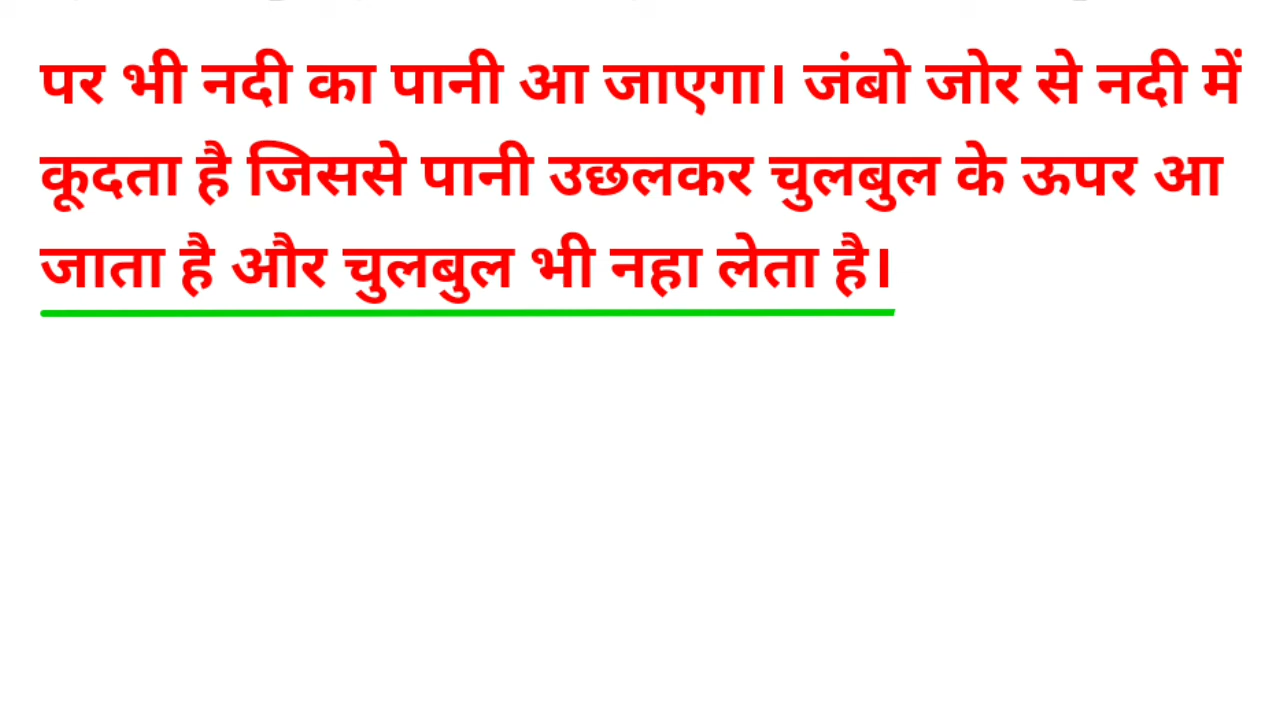 पर भी नदी का पानी आ जाएगा। जंबो जोर से नदी में
कूदता है जिससे पानी उछलकर चुलबुल के ऊपर आ
जाता है और चुलबुल भी नहा लेता है।